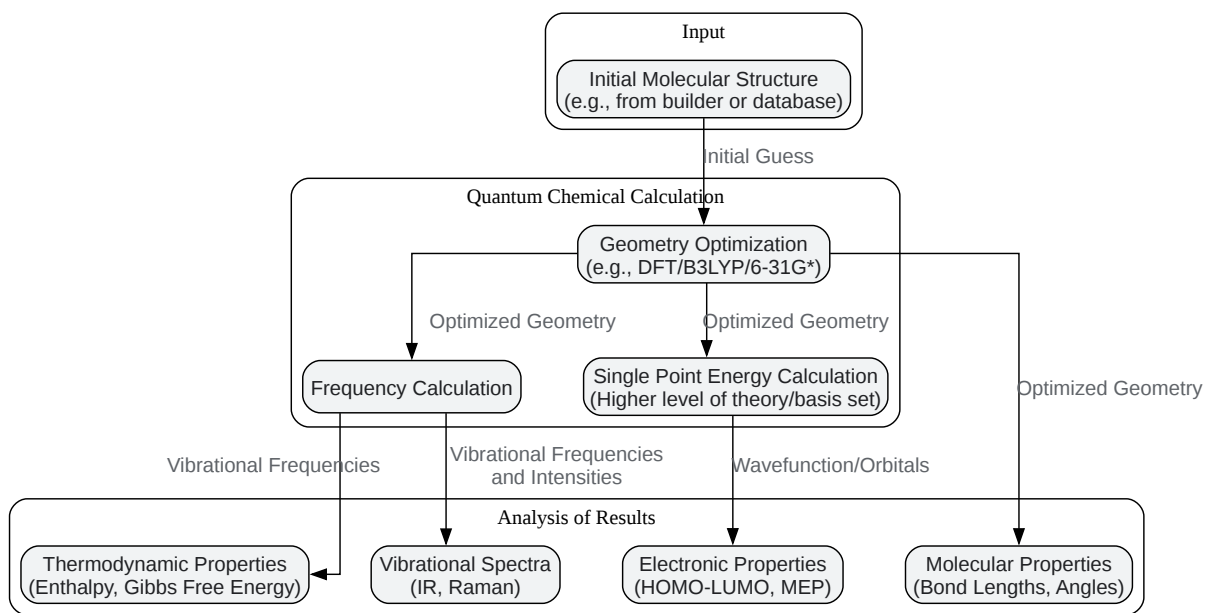 Input
Initial Molecular Structure
(e.g., from builder or database)
Initial Guess
Quantum Chemical Calculation
Geometry Optimization
(e.g., DFT/B3LYP/6-31G*)
Optimized Geometry
Optimized Geometry
Frequency Calculation
Single Point Energy Calculation
(Higher level of theory/basis set)
Optimized Geometry
Vibrational Frequencies
Vibrational Frequencies
and Intensities
Wavefunction/Orbitals
Analysis of Results
Thermodynamic Properties
(Enthalpy, Gibbs Free Energy)
Vibrational Spectra
(IR, Raman)
Electronic Properties
(HOMO-LUMO, MEP)
Molecular Properties
(Bond Lengths, Angles)